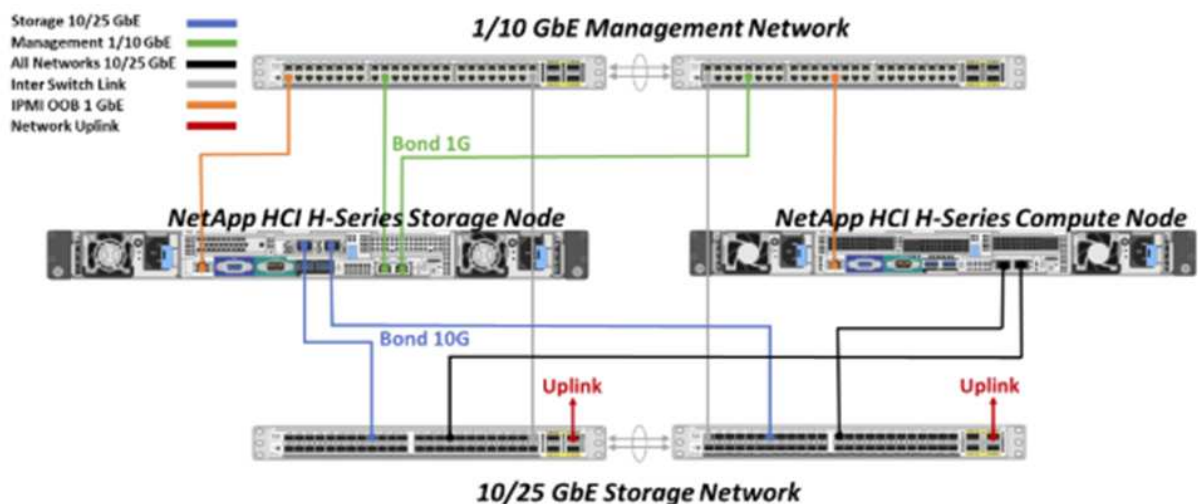 Storage 10/25 GbE
Management 1/10 GbE
All Networks 10/25 GbE
Inter Switch Link
IPMI OOB 1 GbE
Network Uplink
1/10 GbE Management Network
Bond 1G
NetApp HCI H-Series Storage Node
NetApp HCI H-Series Compute Node
Bond 10G
Uplink
Uplink
10/25 GbE Storage Network